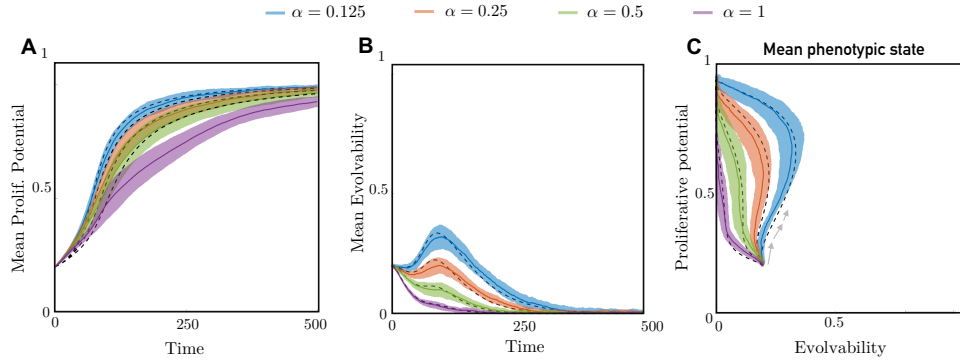 α = 0.125 α = 0.25 α = 0.5 α = 1
A
Mean Prolif. Potential
1
0.5
0
0 250 500
Time
B
Mean Evolvability
1
0.5
0
0 250 500
Time
C
Mean phenotypic state
Proliferative potential
1
0.5
0
0.5
Evolvability